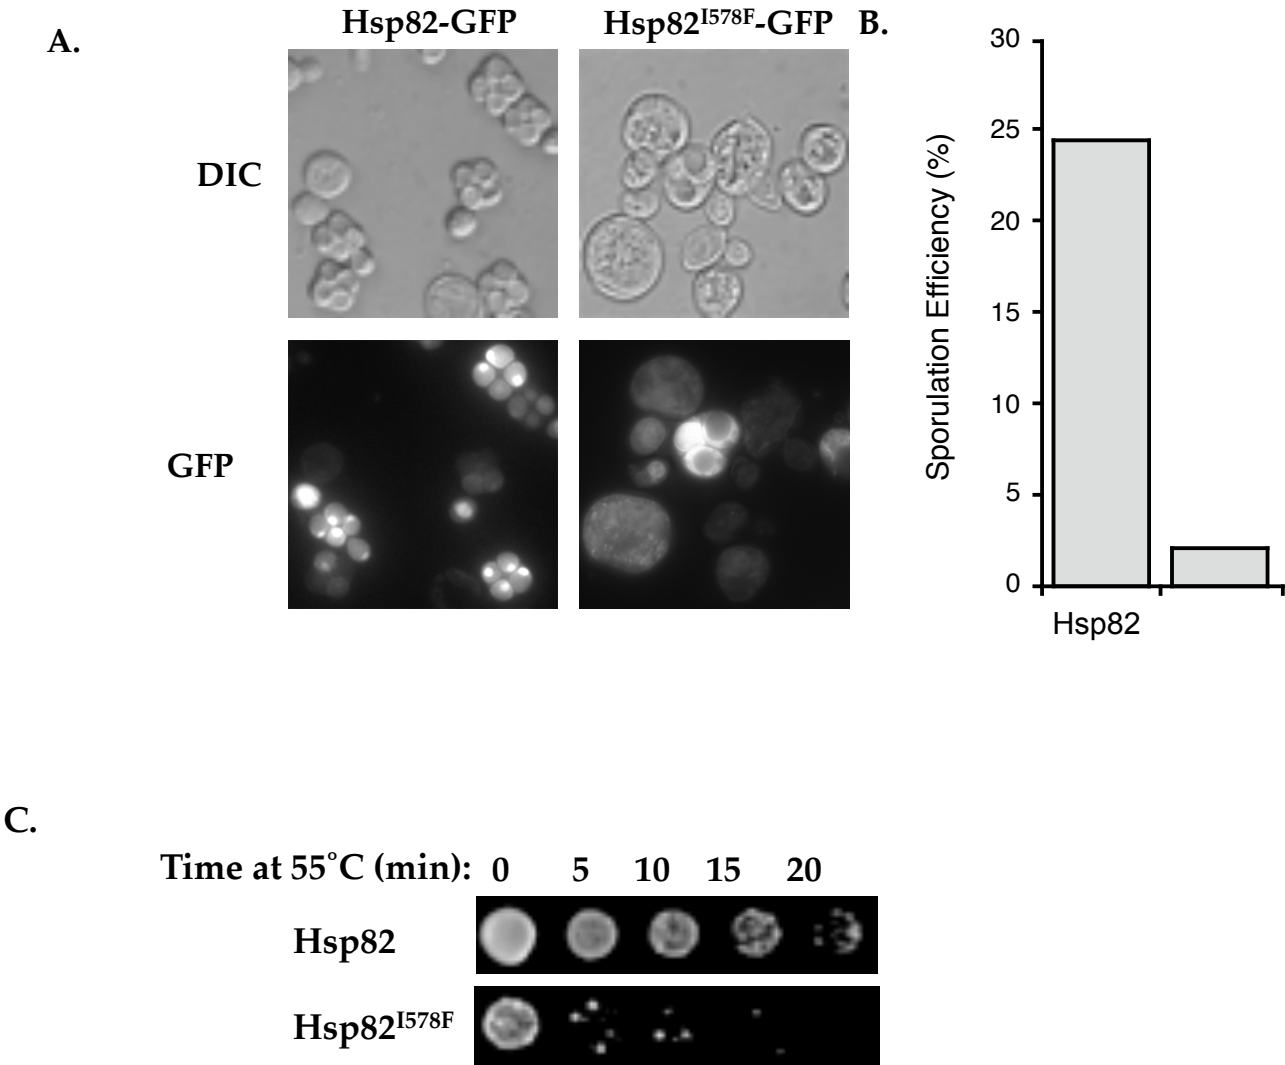 A.
Hsp82-GFP
Hsp82I578F-GFP
B.
DIC
GFP
30
25
20
15
10
5
0
Sporulation Efficiency (%)
Hsp82
C.
Time at 55˚C (min): 0 5 10 15 20
Hsp82
Hsp82I578F